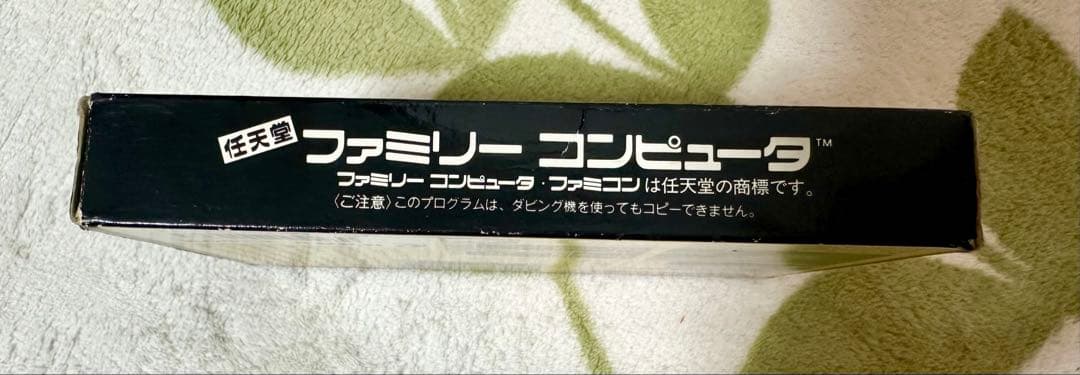 任天堂 ファミリー コンピュータ™
ファミリー コンピュータ・ファミコン は任天堂の商標です。
〈ご注意〉このプログラムは、ダビング機を使ってもコピーできません。